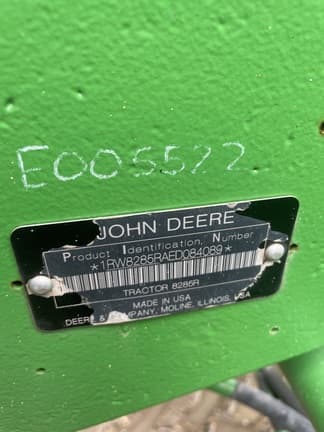 E005522
JOHN DEERE
Product Identification Number
*1RW8285RAED084089*
TRACTOR 8285R
MADE IN USA
DEERE & COMPANY, MOLINE, ILLINOIS, USA